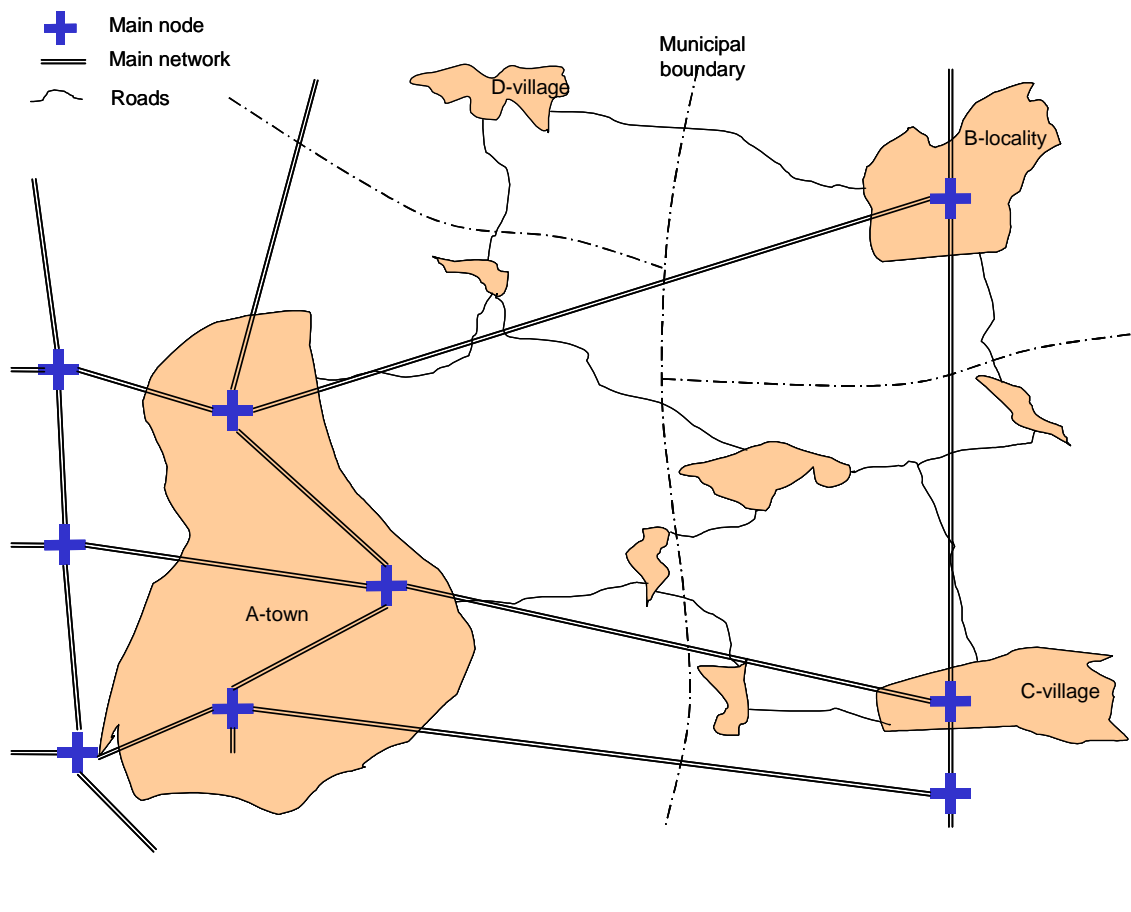 Main node
Main network
Roads
Municipal
boundary
D-village
B-locality
A-town
C-village